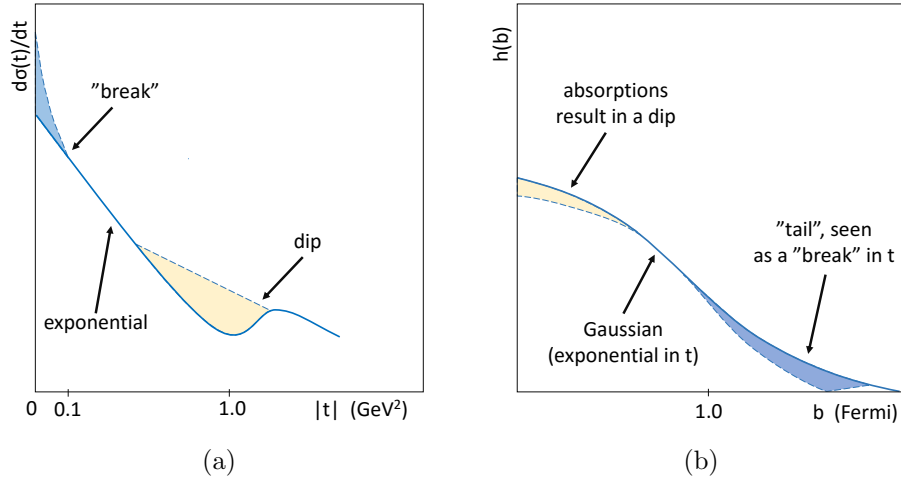 dσ(t)/dt
”break”
dip
exponential
0
0.1
1.0
|t| (GeV²)
(a)
h(b)
absorptions
result in a dip
”tail”, seen
as a ”break” in t
Gaussian
(exponential in t)
1.0
b (Fermi)
(b)